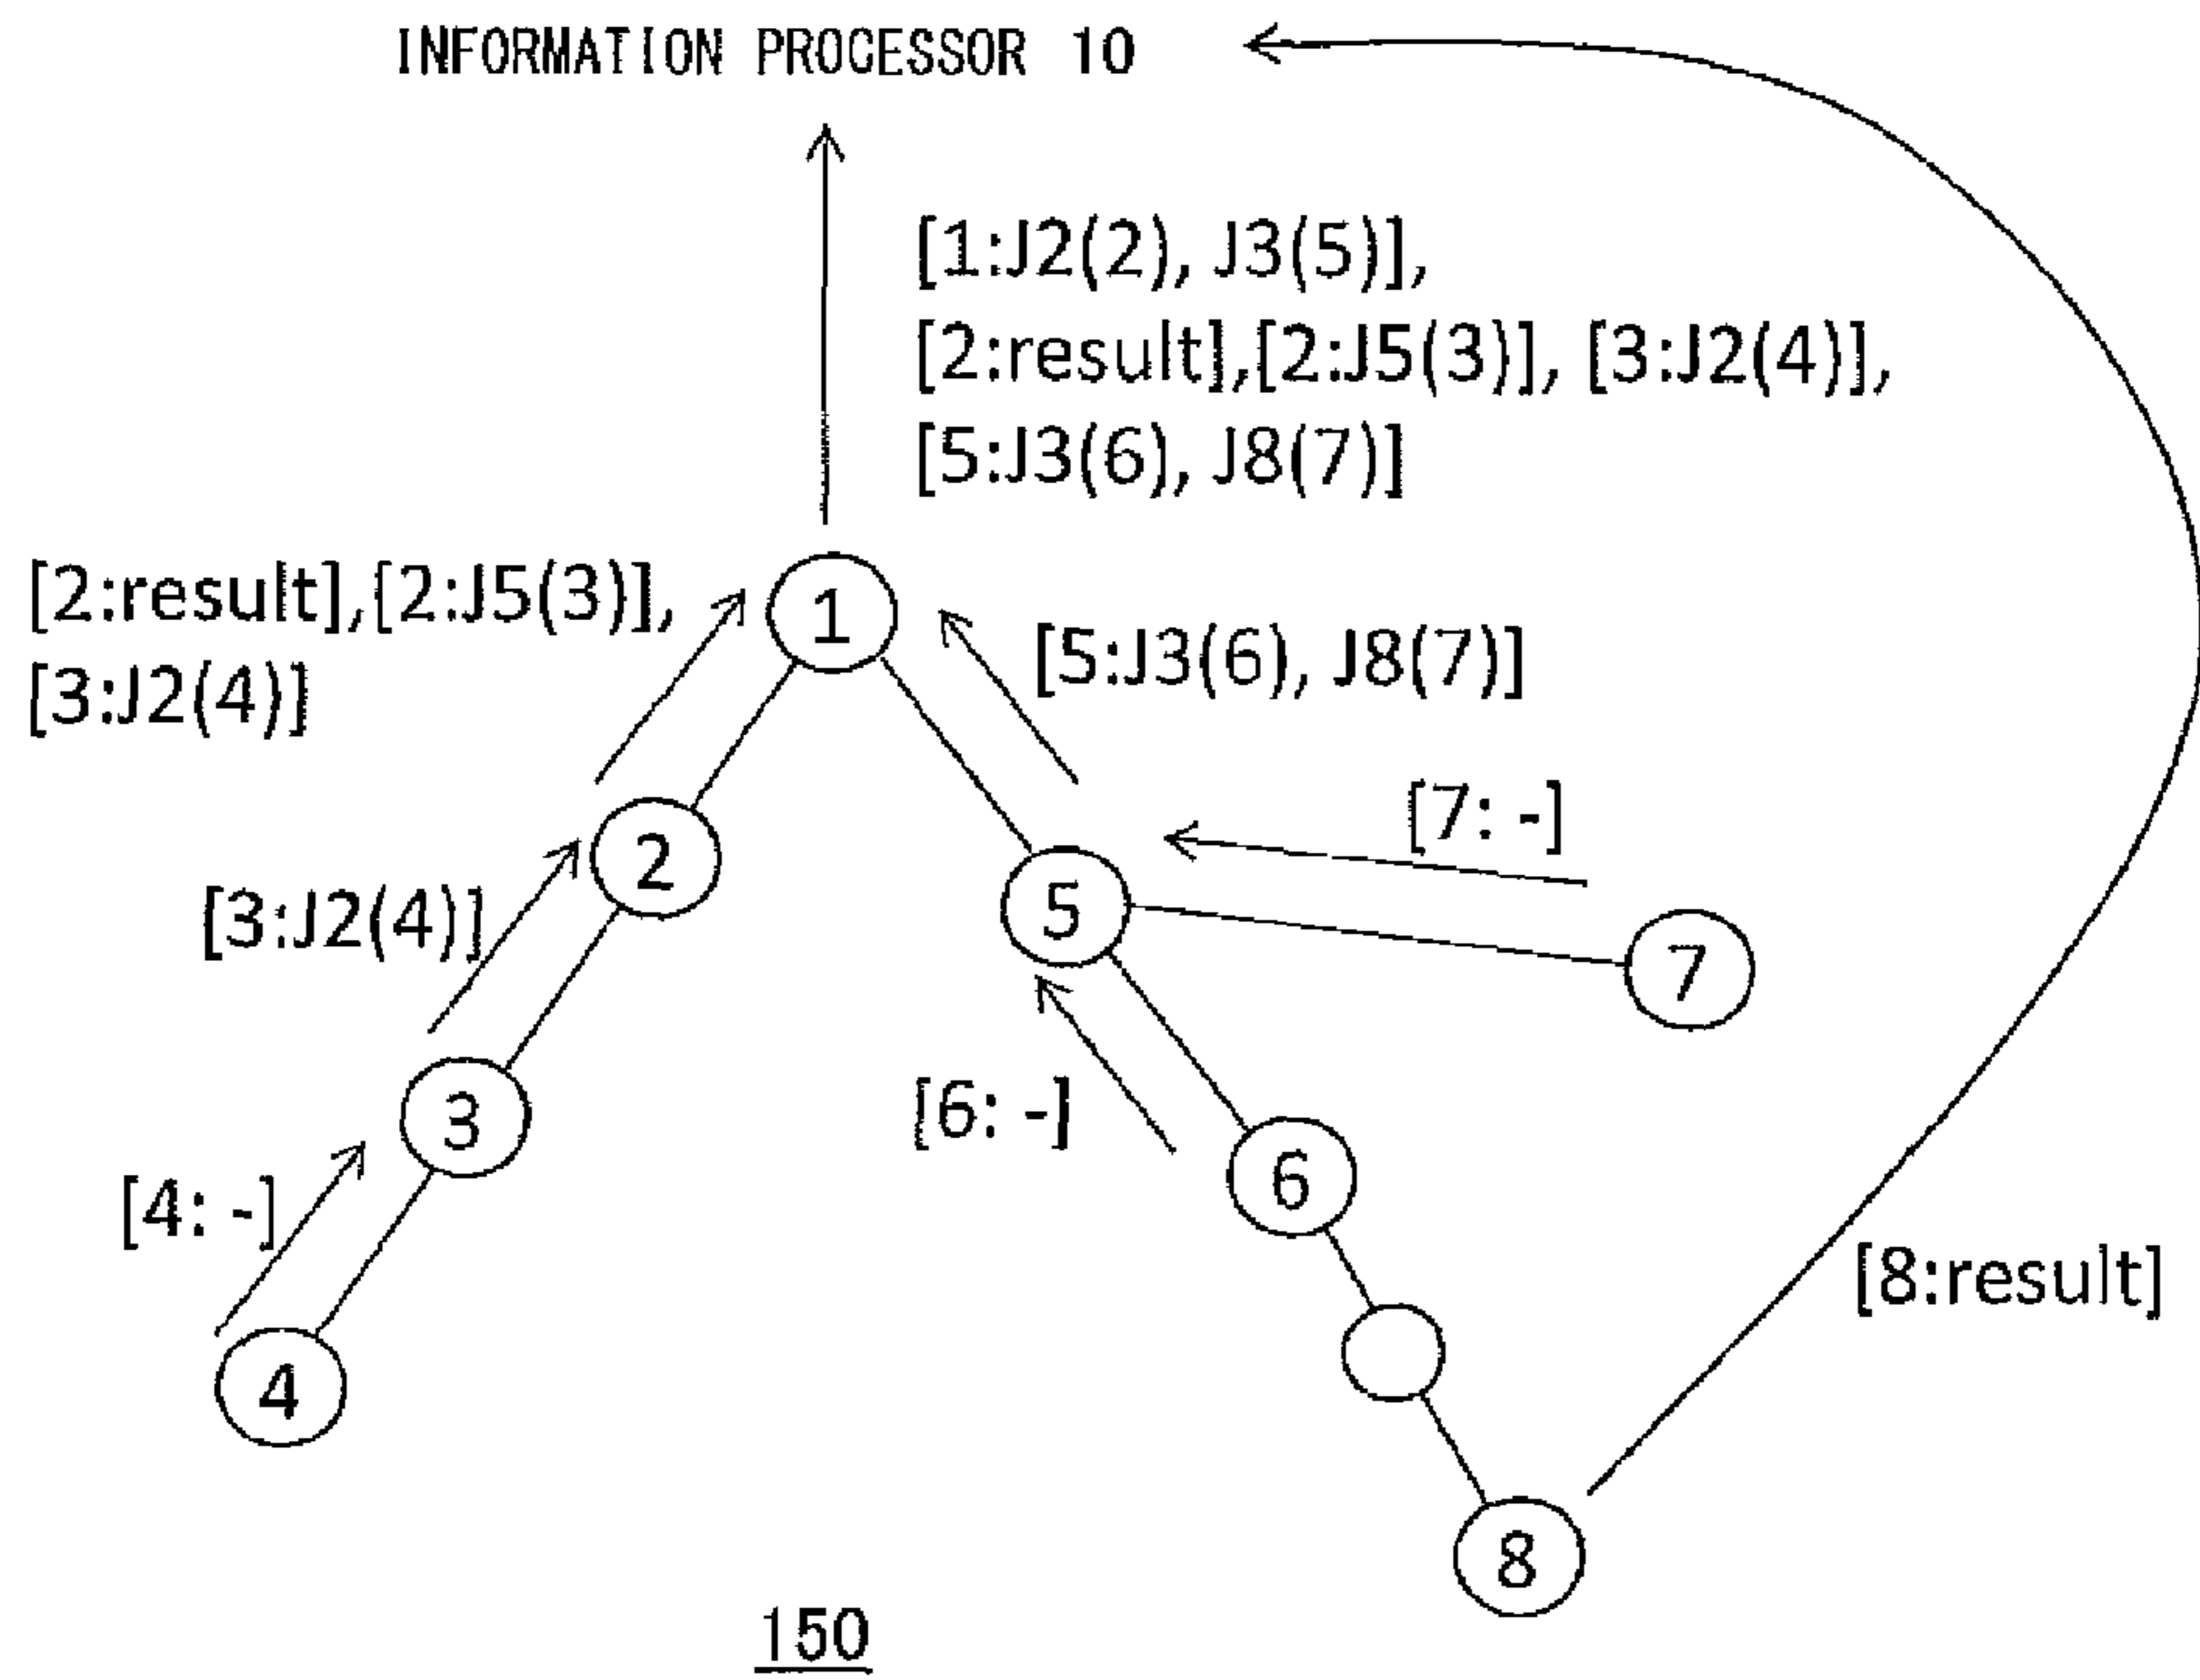 INFORMATION PROCESSOR 10
[1:J2(2), J3(5)],
[2:result],[2:J5(3)], [3:J2(4)],
[5:J3(6), J8(7)]
[2:result],[2:J5(3)],
[3:J2(4)]
1
[5:J3(6), J8(7)]
[7: -]
2
[3:J2(4)]
5
7
3
[6: -]
[4: -]
6
[8:result]
4
8
150